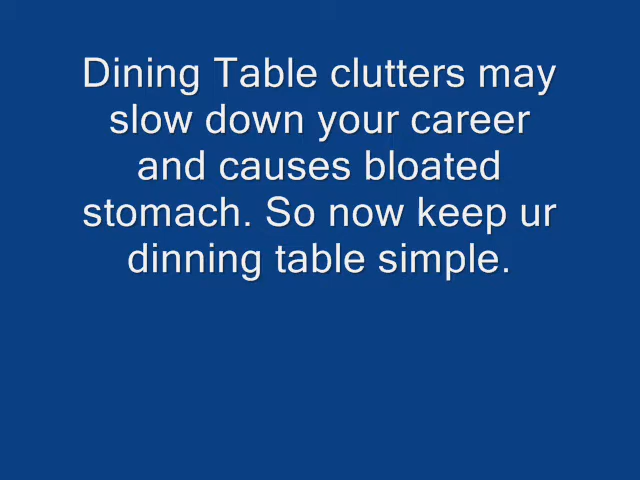 Dining Table clutters may
slow down your career
and causes bloated
stomach. So now keep ur
dinning table simple.